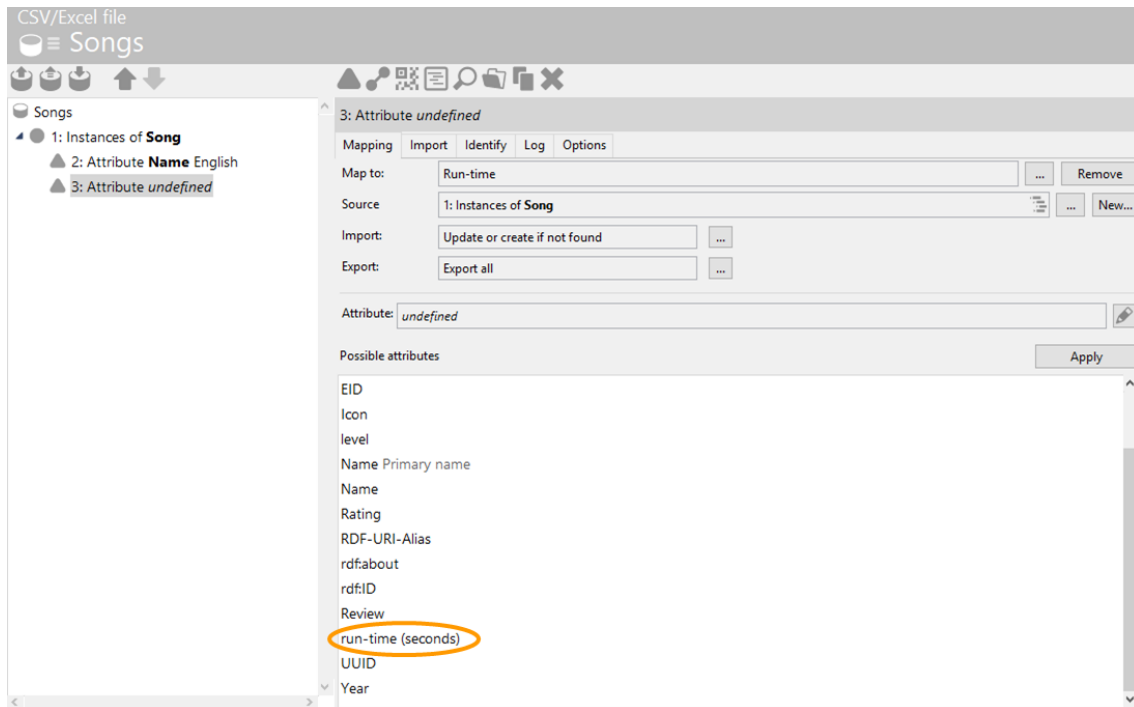 CSV/Excel file
Songs
Songs
1: Instances of Song
2: Attribute Name English
3: Attribute undefined
3: Attribute undefined
Mapping Import Identify Log Options
Map to: Run-time ... Remove
Source 1: Instances of Song ... New...
Import: Update or create if not found ...
Export: Export all ...
Attribute: undefined
Possible attributes Apply
EID
Icon
level
Name Primary name
Name
Rating
RDF-URI-Alias
rdf:about
rdf:ID
Review
run-time (seconds)
UUID
Year